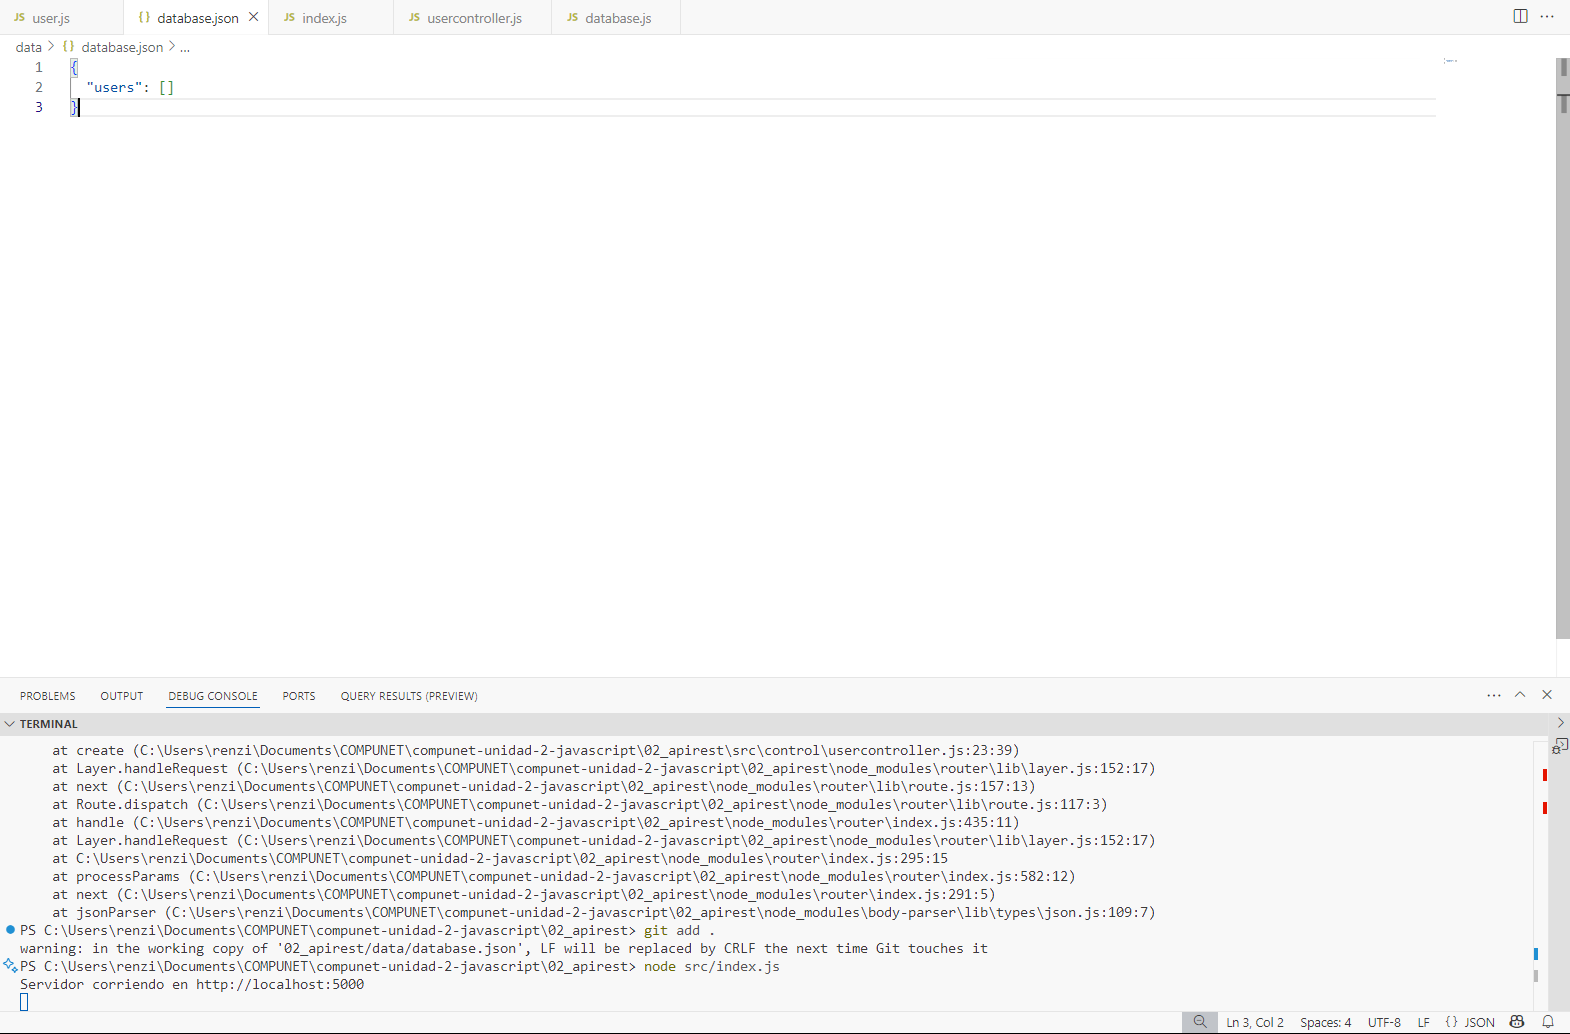 JS user.js
{} database.json
JS index.js
JS usercontroller.js
JS database.js
data > {} database.json > ...
1 {
2 "users": []
3 }
PROBLEMS OUTPUT DEBUG CONSOLE PORTS QUERY RESULTS (PREVIEW)
TERMINAL
at create (C:\Users\renzi\Documents\COMPUNET\compunet-unidad-2-javascript\02_apirest\src\control\usercontroller.js:23:39)
at Layer.handleRequest (C:\Users\renzi\Documents\COMPUNET\compunet-unidad-2-javascript\02_apirest\node_modules\router\lib\layer.js:152:17)
at next (C:\Users\renzi\Documents\COMPUNET\compunet-unidad-2-javascript\02_apirest\node_modules\router\lib\route.js:157:13)
at Route.dispatch (C:\Users\renzi\Documents\COMPUNET\compunet-unidad-2-javascript\02_apirest\node_modules\router\lib\route.js:117:3)
at handle (C:\Users\renzi\Documents\COMPUNET\compunet-unidad-2-javascript\02_apirest\node_modules\router\index.js:435:11)
at Layer.handleRequest (C:\Users\renzi\Documents\COMPUNET\compunet-unidad-2-javascript\02_apirest\node_modules\router\lib\layer.js:152:17)
at C:\Users\renzi\Documents\COMPUNET\compunet-unidad-2-javascript\02_apirest\node_modules\router\index.js:295:15
at processParams (C:\Users\renzi\Documents\COMPUNET\compunet-unidad-2-javascript\02_apirest\node_modules\router\index.js:582:12)
at next (C:\Users\renzi\Documents\COMPUNET\compunet-unidad-2-javascript\02_apirest\node_modules\router\index.js:291:5)
at jsonParser (C:\Users\renzi\Documents\COMPUNET\compunet-unidad-2-javascript\02_apirest\node_modules\body-parser\lib\types\json.js:109:7)
PS C:\Users\renzi\Documents\COMPUNET\compunet-unidad-2-javascript\02_apirest> git add .
warning: in the working copy of '02_apirest/data/database.json', LF will be replaced by CRLF the next time Git touches it
PS C:\Users\renzi\Documents\COMPUNET\compunet-unidad-2-javascript\02_apirest> node src/index.js
Servidor corriendo en http://localhost:5000
Ln 3, Col 2 Spaces: 4 UTF-8 LF {} JSON